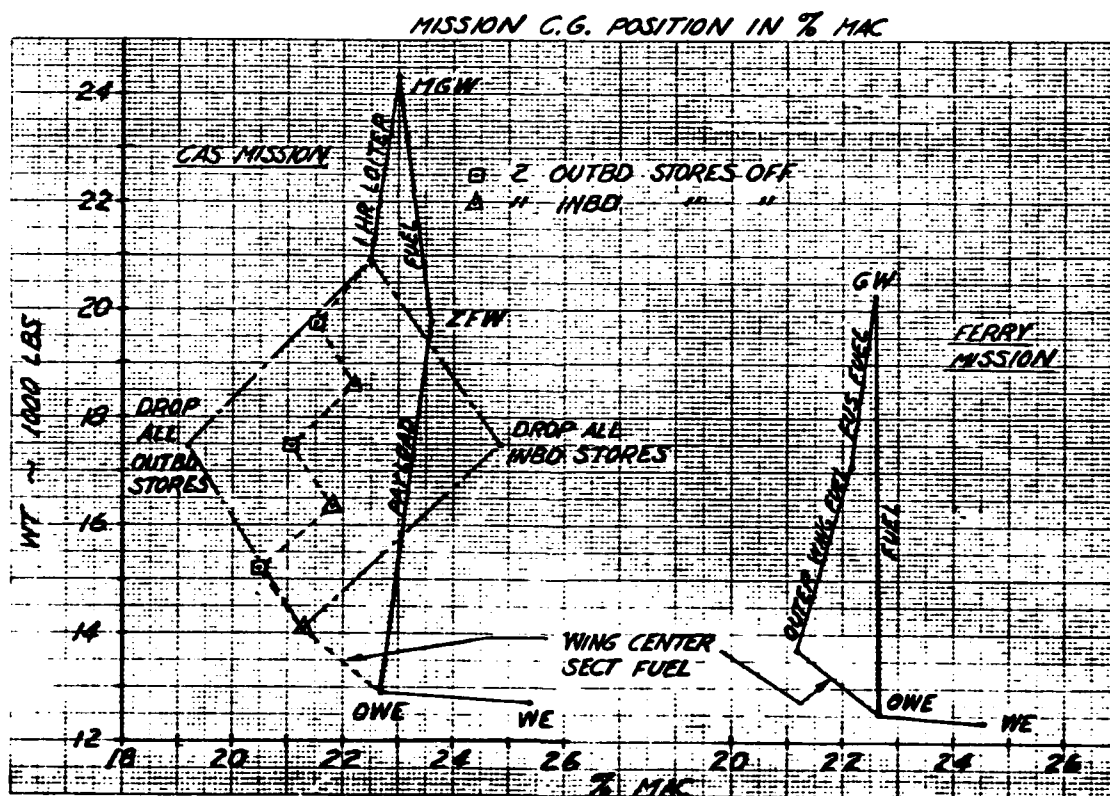 MISSION C.G. POSITION IN % MAC
24
MGW
CAS MISSION
1 HR LOITER
FUEL
2 OUTBD STORES OFF
" INBD " "
22
GW
20
ZFW
FERRY
MISSION
WT ~ 1000 LBS
18
DROP
ALL
OUTBD
STORES
DROP ALL
INBD STORES
PAYLOAD
OUTER WING FUEL
FUS FUEL
FUEL
16
14
WING CENTER
SECT FUEL
OWE
WE
OWE
WE
12
18 20 22 24 26 20 22 24 26
% MAC